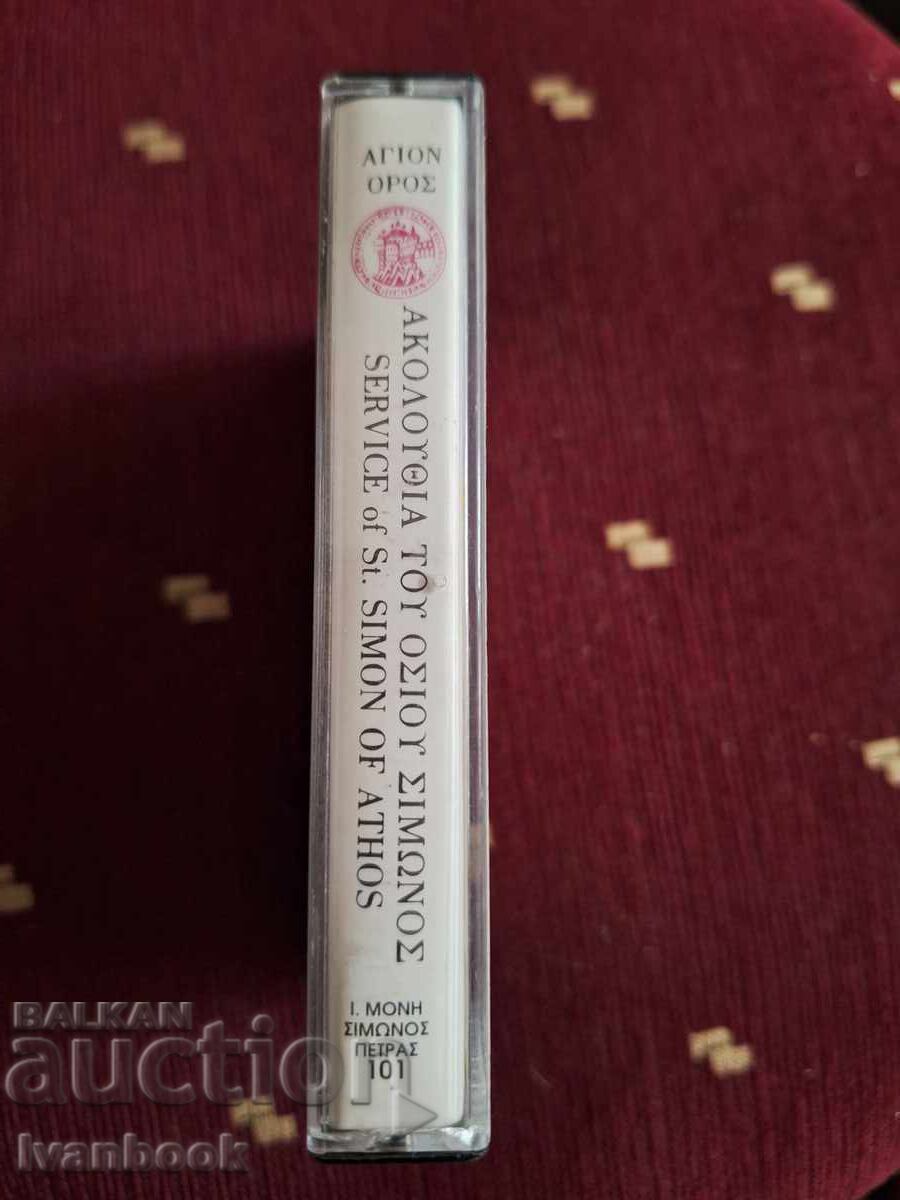 ΑΓΙΟΝ
ΟΡΟΣ
ΑΚΟΛΟΥΘΙΑ ΤΟΥ ΟΣΙΟΥ ΣΙΜΩΝΟΣ
SERVICE of St. SIMON OF ATHOS
Ι. ΜΟΝΗ
ΣΙΜΩΝΟΣ
ΠΕΤΡΑΣ
101
BALKAN
auction
Ivanbook